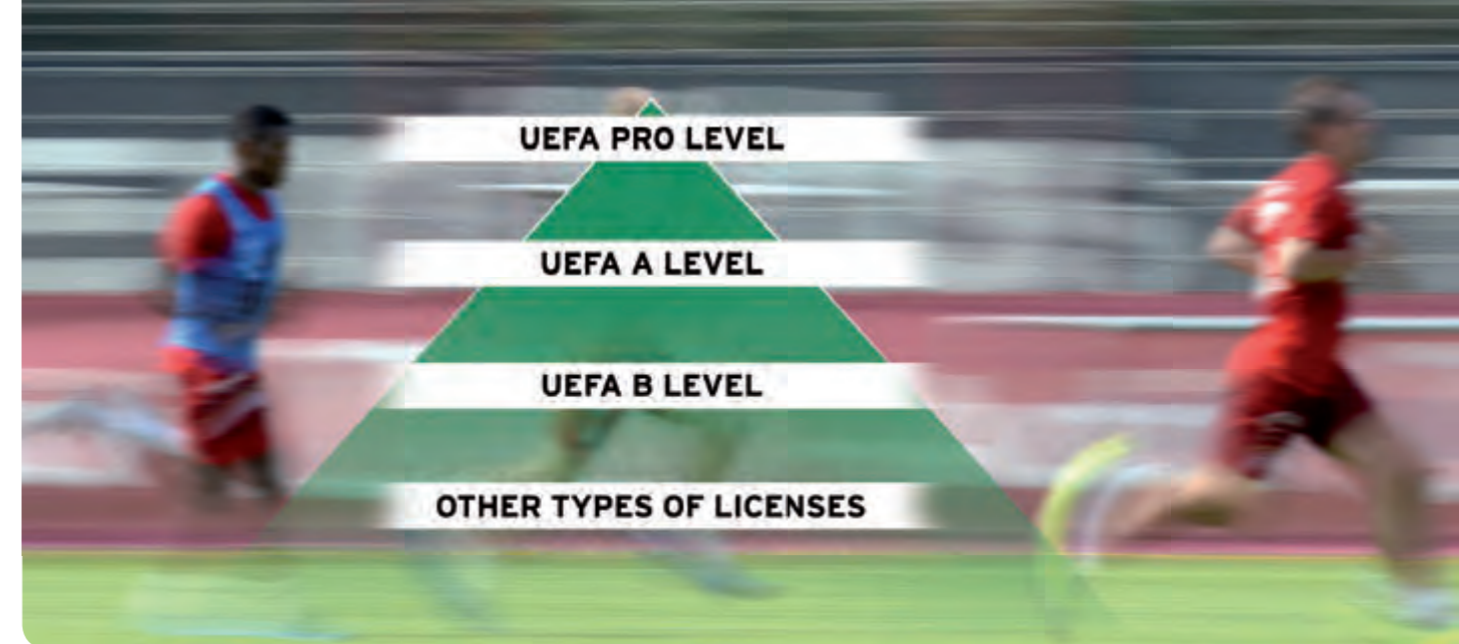 UEFA PRO LEVEL
UEFA A LEVEL
UEFA B LEVEL
OTHER TYPES OF LICENSES